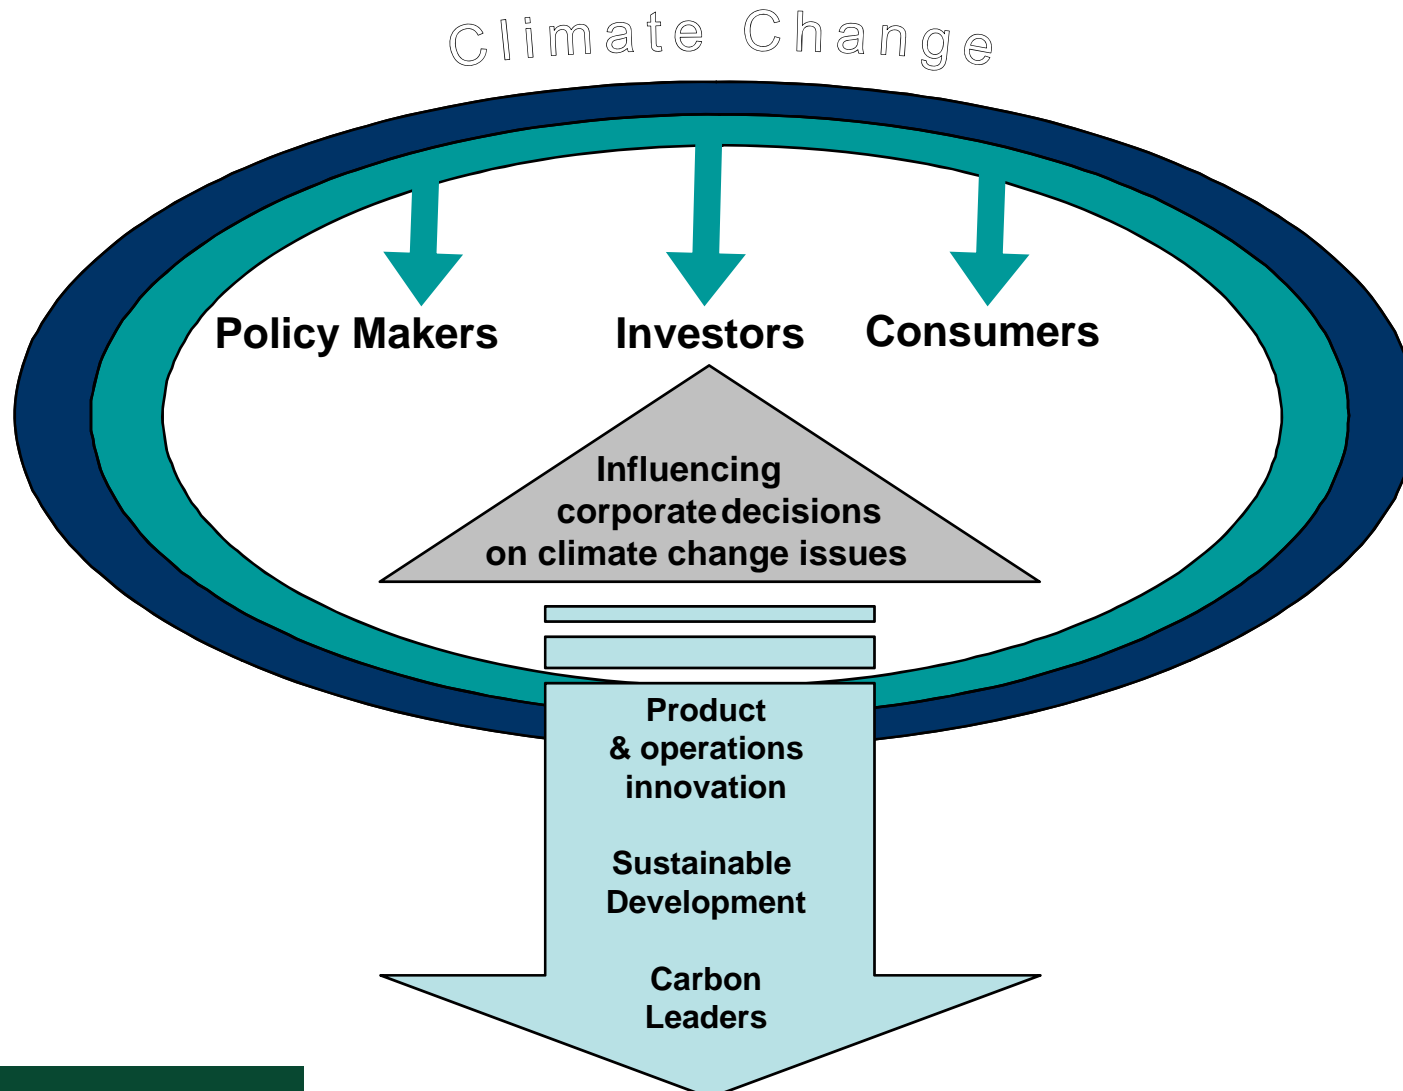 Climate Change
Policy Makers Investors Consumers
Influencing
corporate decisions
on climate change issues
Product
& operations
innovation
Sustainable
Development
Carbon
Leaders